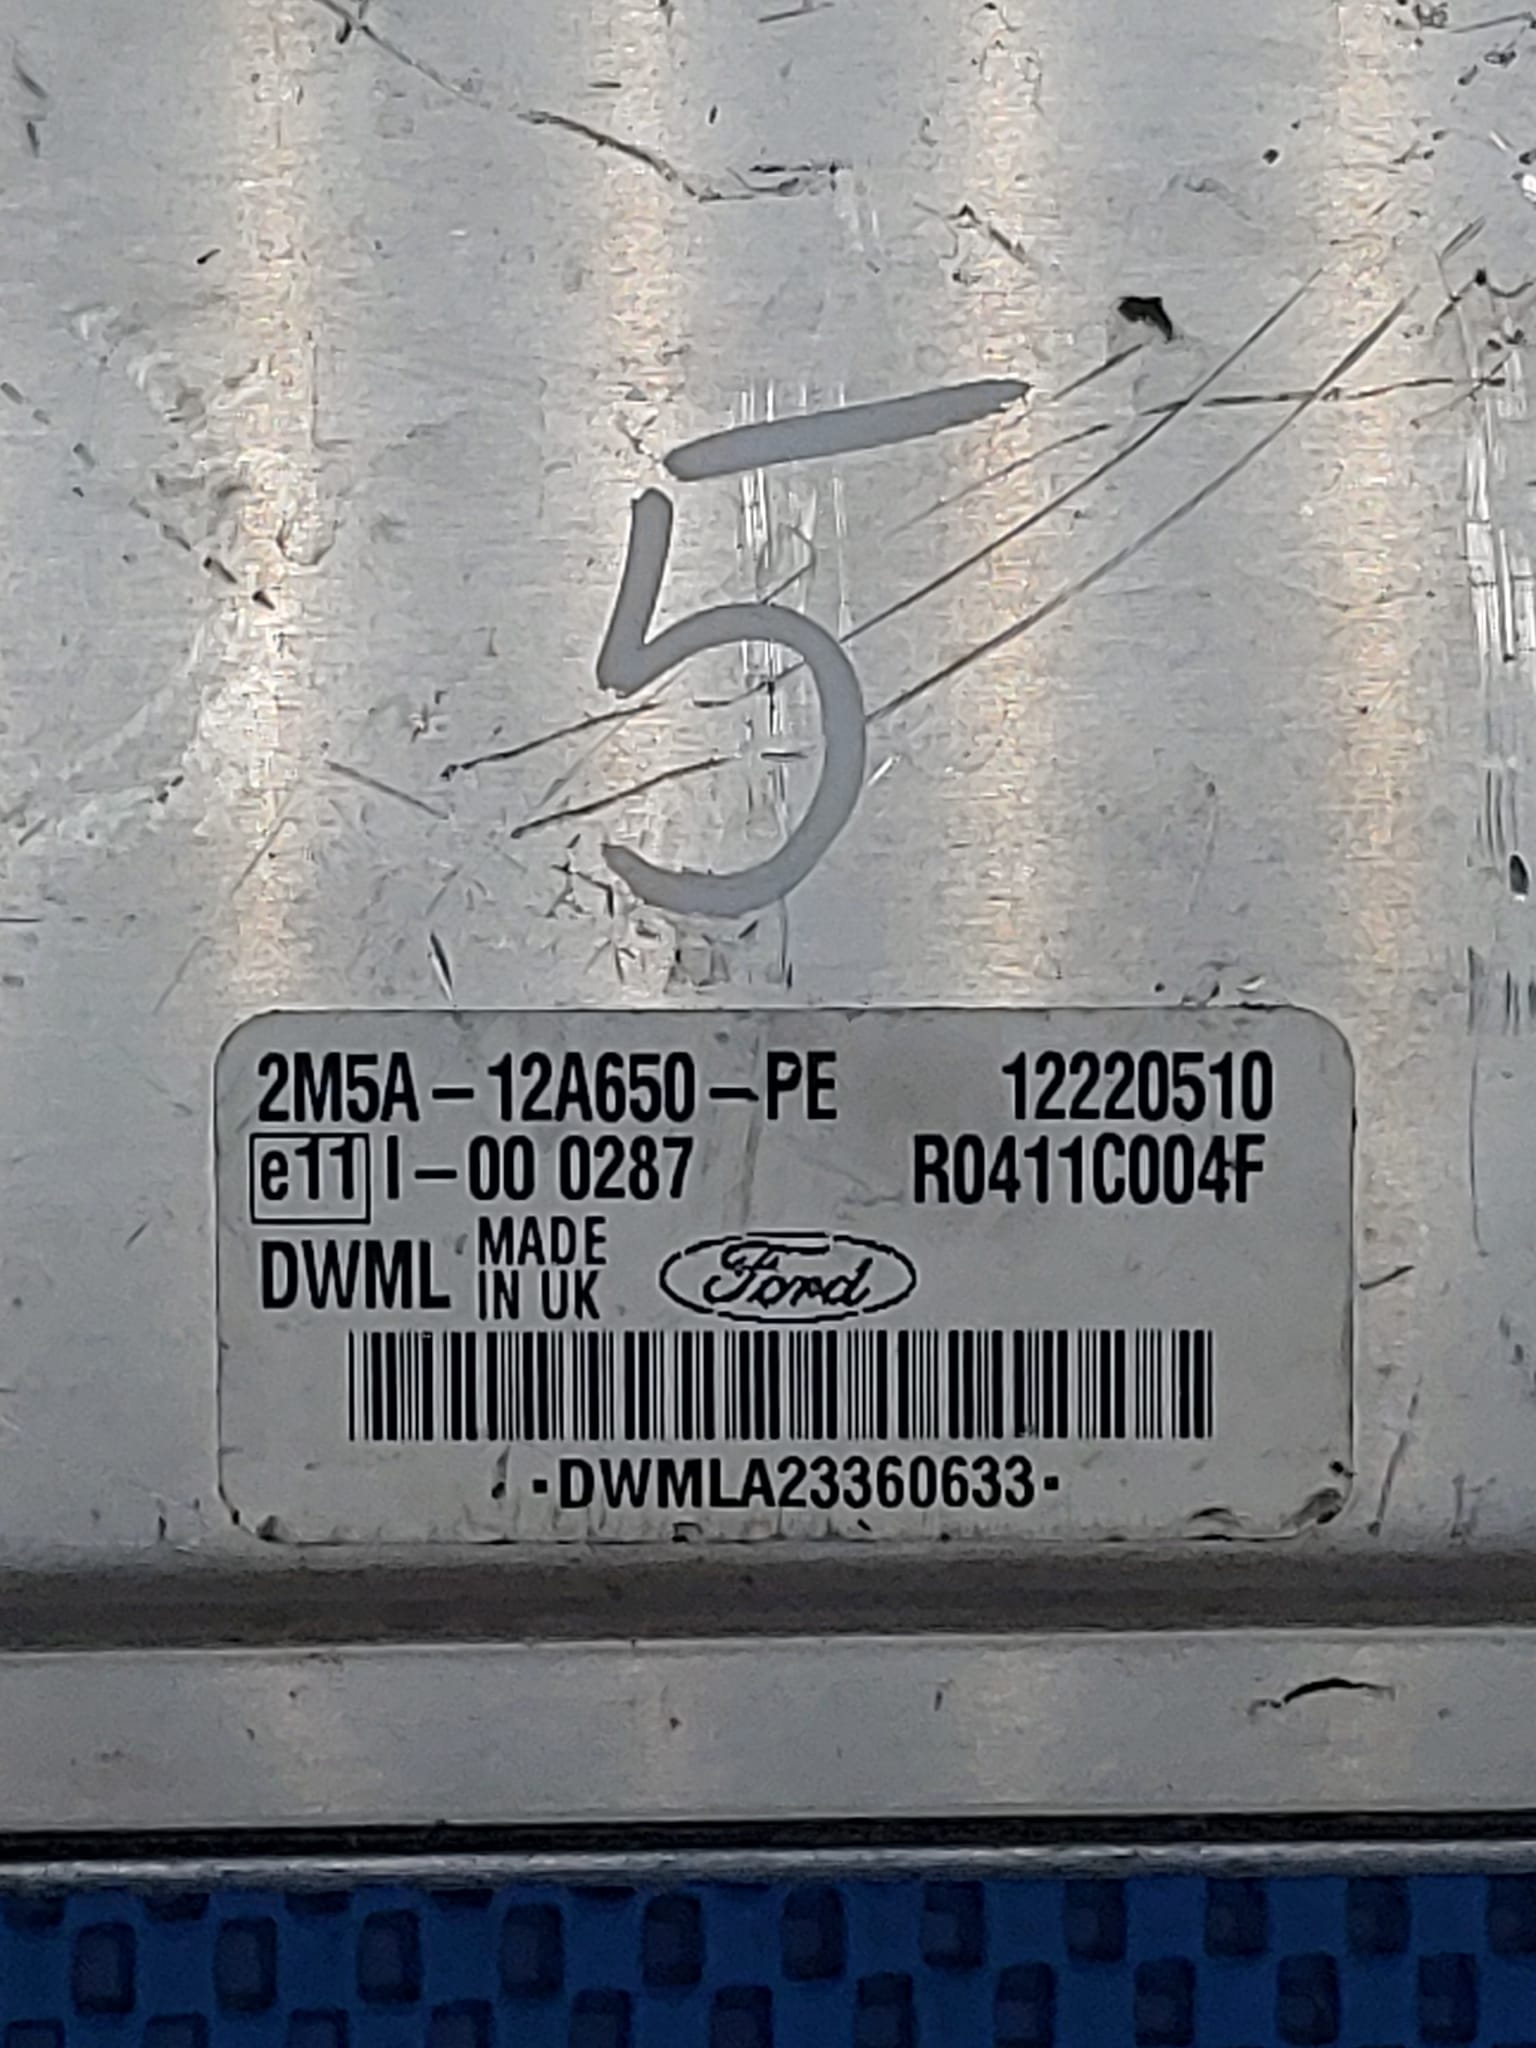 5
2M5A-12A650-PE 12220510
e11 I-00 0287 R0411C004F
DWML MADE IN UK Ford
·DWMLA23360633·